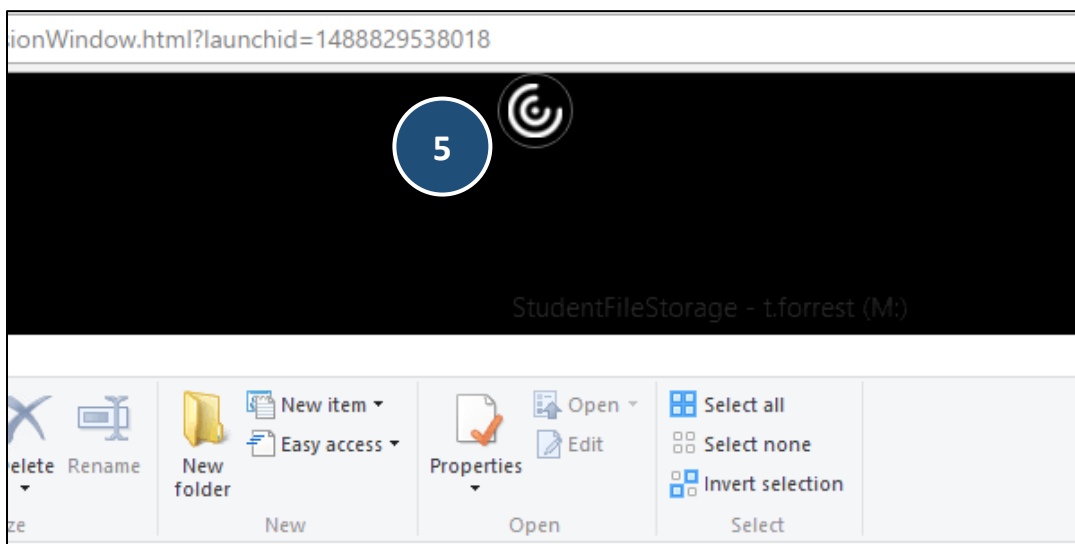 ionWindow.html?launchid=1488829538018
5
StudentFileStorage - t.forrest (M:)
elete
Rename
New
folder
New item
Easy access
New
Properties
Open
Edit
Open
Select all
Select none
Invert selection
Select
ze